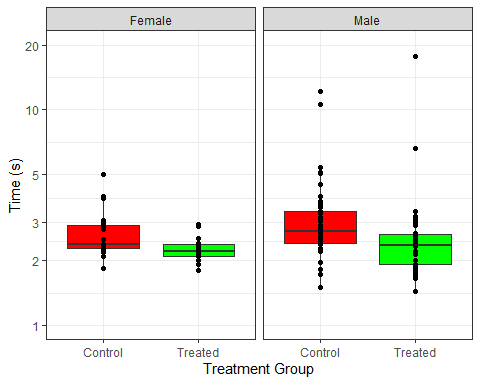 Female
Male
20
10
5
3
2
1
Time (s)
Control
Treated
Control
Treated
Treatment Group